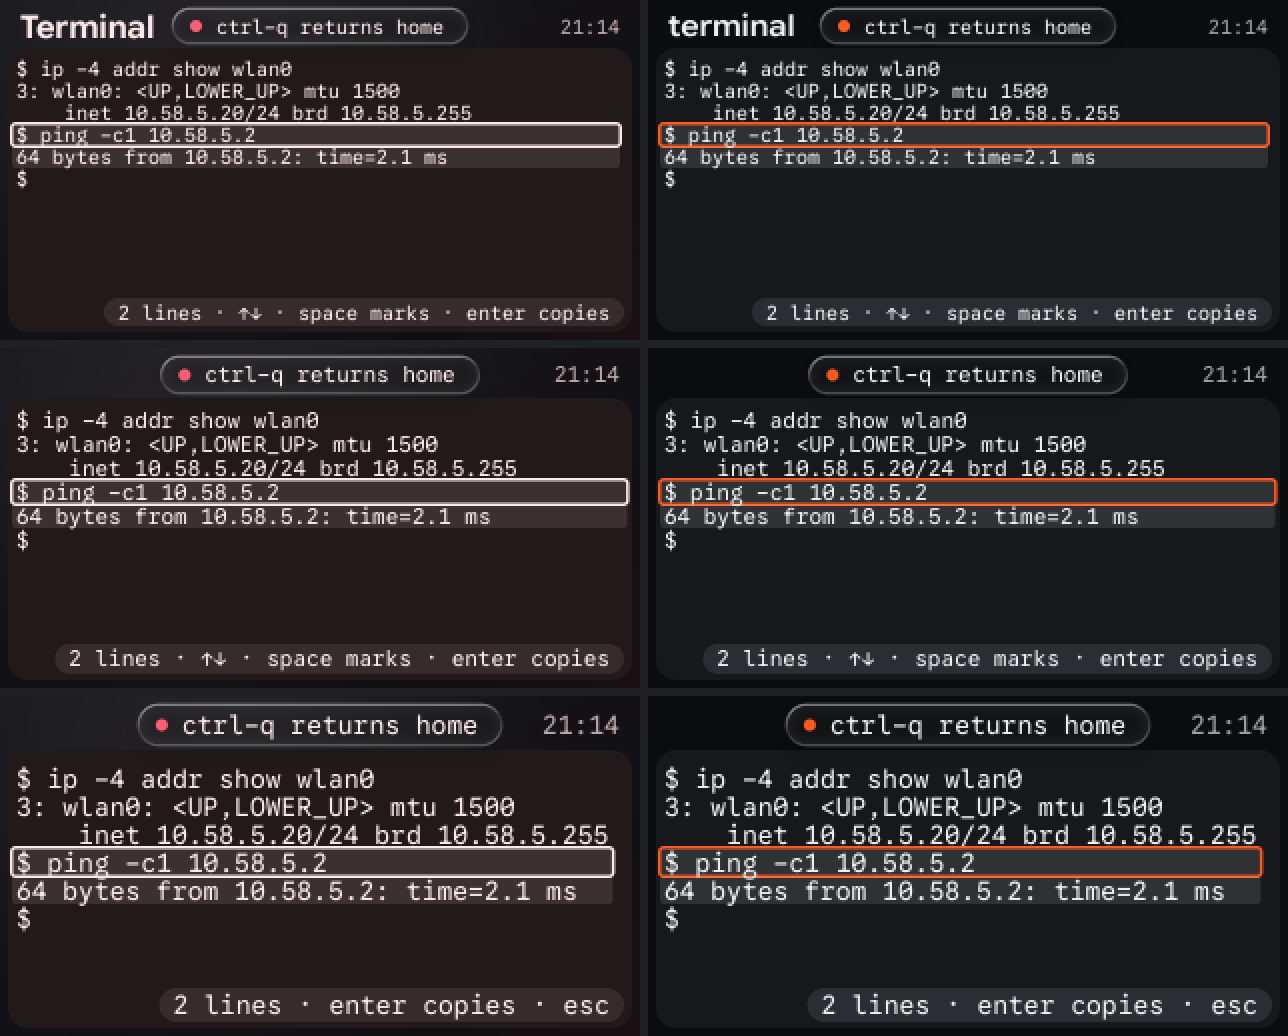 Terminal ctrl-q returns home 21:14
$ ip -4 addr show wlan0
3: wlan0: <UP,LOWER_UP> mtu 1500
inet 10.58.5.20/24 brd 10.58.5.255
$ ping -c1 10.58.5.2
64 bytes from 10.58.5.2: time=2.1 ms
$
2 lines · ↑↓ · space marks · enter copies
terminal ctrl-q returns home 21:14
$ ip -4 addr show wlan0
3: wlan0: <UP,LOWER_UP> mtu 1500
inet 10.58.5.20/24 brd 10.58.5.255
$ ping -c1 10.58.5.2
64 bytes from 10.58.5.2: time=2.1 ms
$
2 lines · ↑↓ · space marks · enter copies
ctrl-q returns home 21:14
$ ip -4 addr show wlan0
3: wlan0: <UP,LOWER_UP> mtu 1500
inet 10.58.5.20/24 brd 10.58.5.255
$ ping -c1 10.58.5.2
64 bytes from 10.58.5.2: time=2.1 ms
$
2 lines · ↑↓ · space marks · enter copies
ctrl-q returns home 21:14
$ ip -4 addr show wlan0
3: wlan0: <UP,LOWER_UP> mtu 1500
inet 10.58.5.20/24 brd 10.58.5.255
$ ping -c1 10.58.5.2
64 bytes from 10.58.5.2: time=2.1 ms
$
2 lines · ↑↓ · space marks · enter copies
ctrl-q returns home 21:14
$ ip -4 addr show wlan0
3: wlan0: <UP,LOWER_UP> mtu 1500
inet 10.58.5.20/24 brd 10.58.5.255
$ ping -c1 10.58.5.2
64 bytes from 10.58.5.2: time=2.1 ms
$
2 lines · enter copies · esc
ctrl-q returns home 21:14
$ ip -4 addr show wlan0
3: wlan0: <UP,LOWER_UP> mtu 1500
inet 10.58.5.20/24 brd 10.58.5.255
$ ping -c1 10.58.5.2
64 bytes from 10.58.5.2: time=2.1 ms
$
2 lines · enter copies · esc